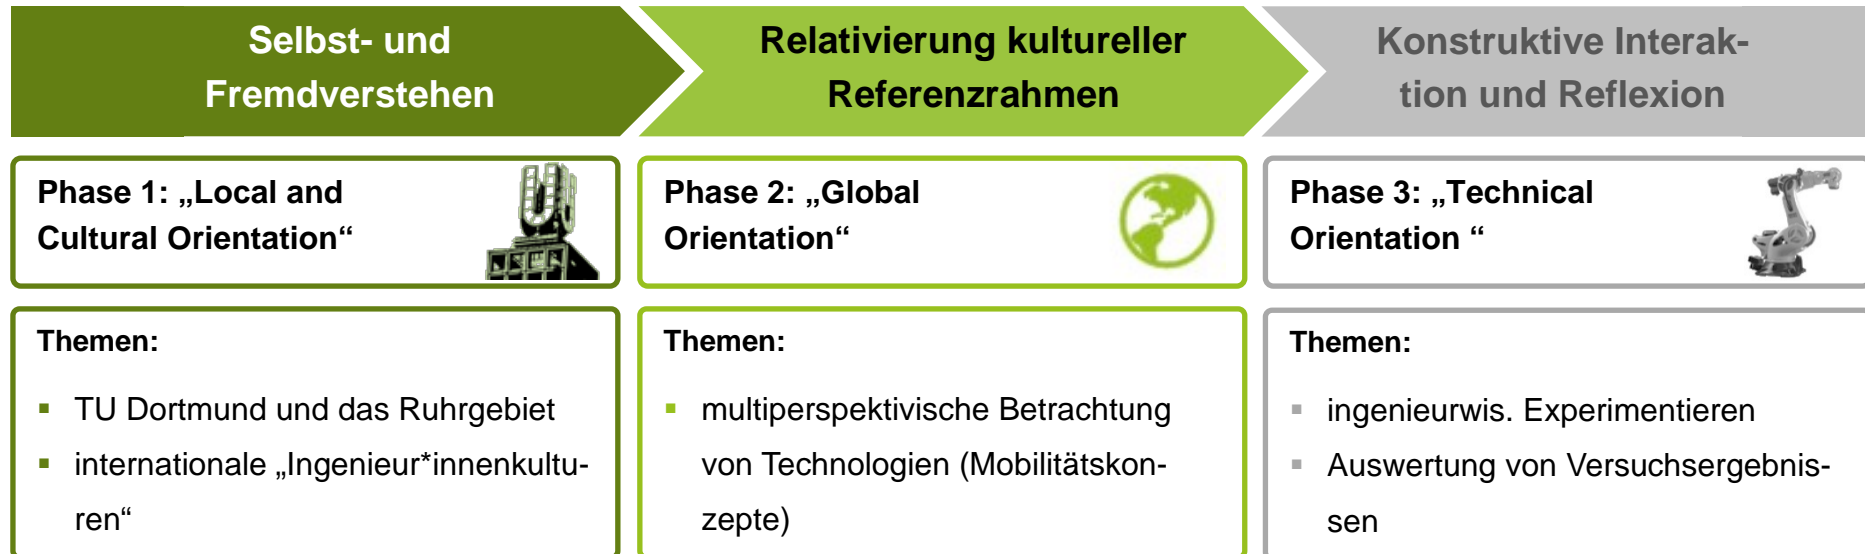 Selbst- und
Fremdverstehen
Relativierung kultureller
Referenzrahmen
Konstruktive Interak-
tion und Reflexion
Phase 1: „Local and
Cultural Orientation“
Phase 2: „Global
Orientation“
Phase 3: „Technical
Orientation “
Themen:
▪ TU Dortmund und das Ruhrgebiet
▪ internationale „Ingenieur*innenkultu-
ren“
Themen:
▪ multiperspektivische Betrachtung
von Technologien (Mobilitätskon-
zepte)
Themen:
▪ ingenieurwis. Experimentieren
▪ Auswertung von Versuchsergebnis-
sen